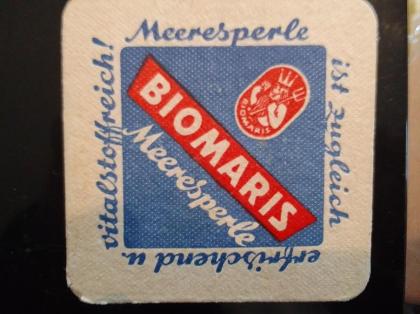 Meeresperle
ist zugleich
erfrischend u.
vitalstoffreich!
BIOMARIS
Meeresperle
BIOMARIS